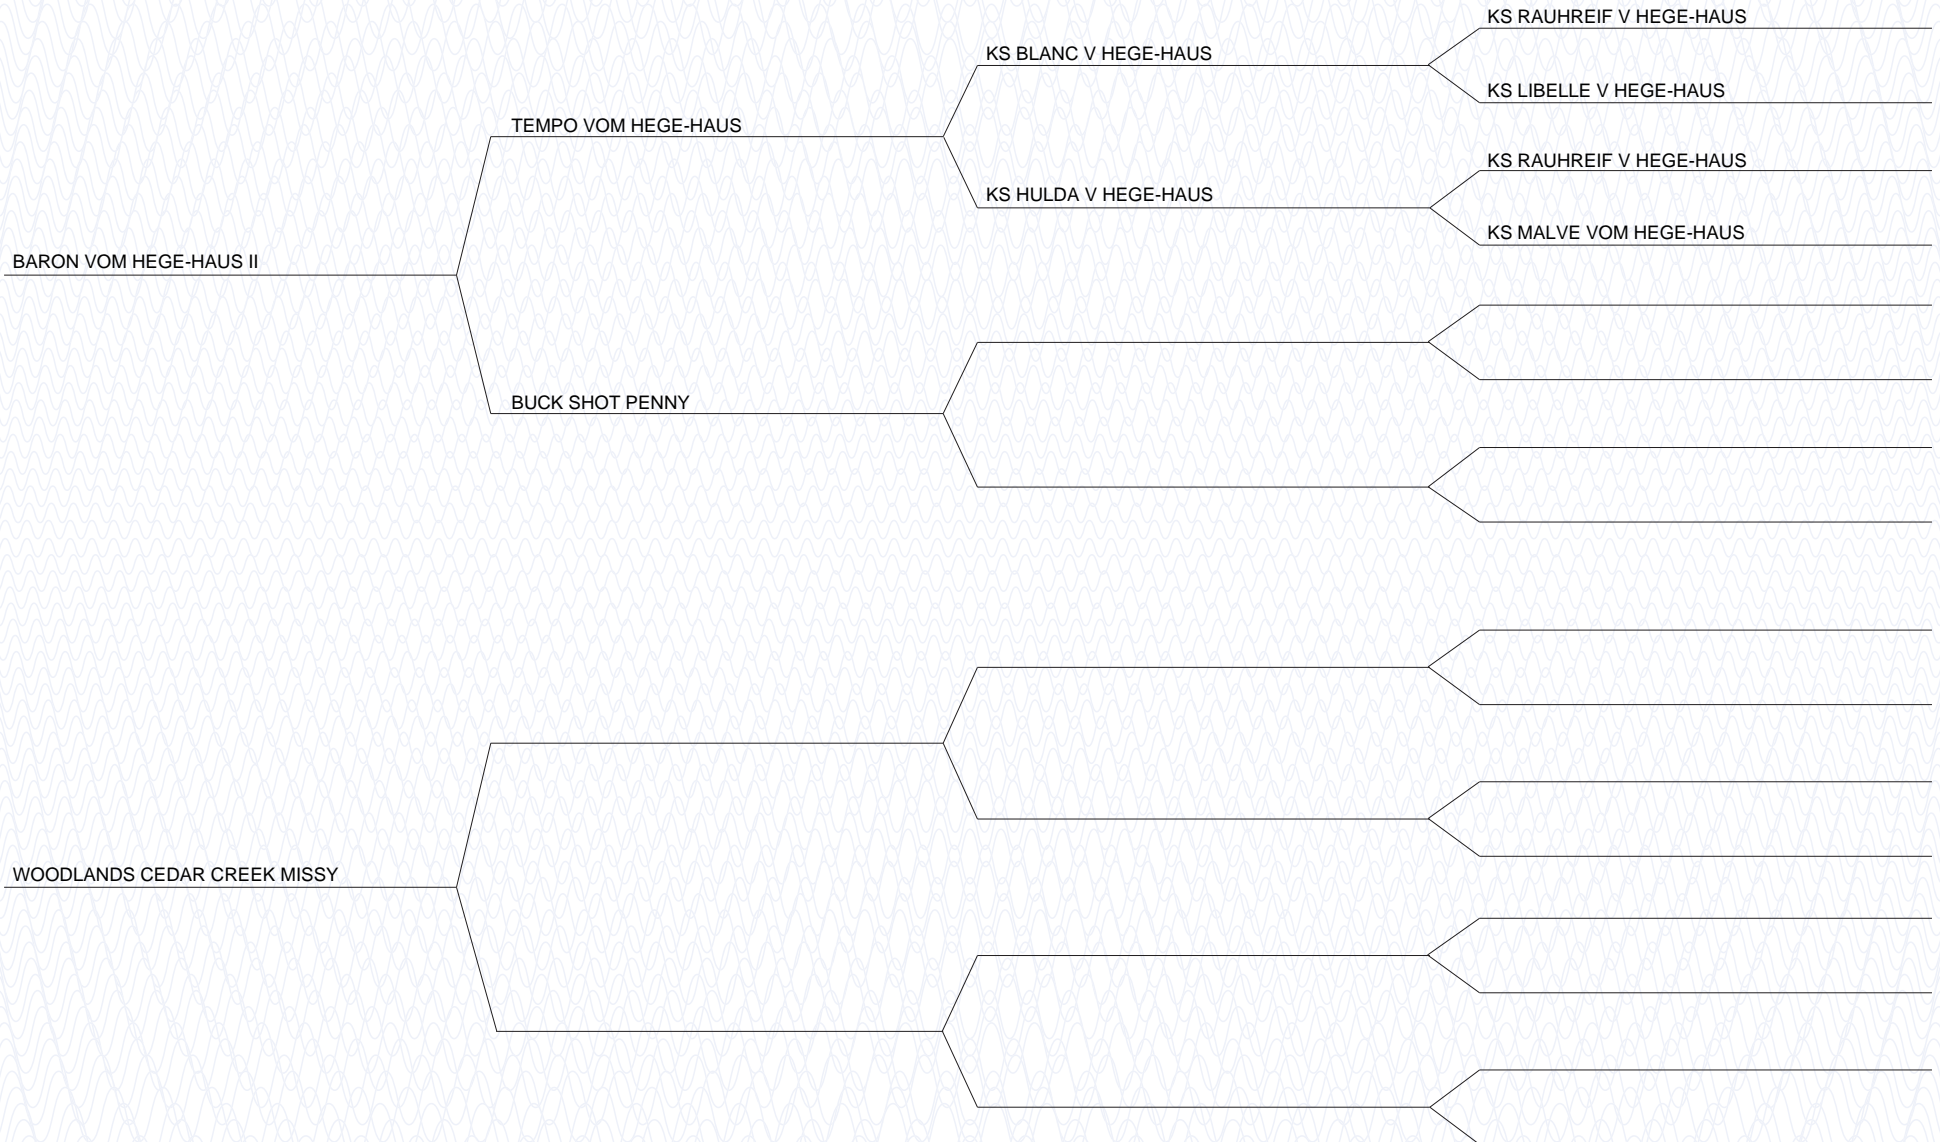 KS RAUHREIF V HEGE-HAUS
KS BLANC V HEGE-HAUS
KS LIBELLE V HEGE-HAUS
TEMPO VOM HEGE-HAUS
KS RAUHREIF V HEGE-HAUS
KS HULDA V HEGE-HAUS
KS MALVE VOM HEGE-HAUS
BARON VOM HEGE-HAUS II
BUCK SHOT PENNY
WOODLANDS CEDAR CREEK MISSY